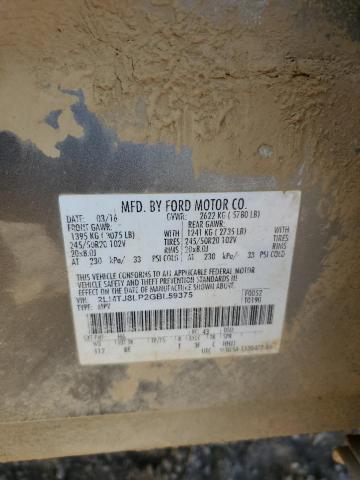 MFD. BY FORD MOTOR CO.
DATE: 03/16 GVWR: 2622 KG (5780 LB)
FRONT GAWR: REAR GAWR:
1395 KG (3075 LB) 1241 KG (2735 LB)
245/50R20 102V 245/50R20 102V
20x8.0J RIMS 20x8.0J RIMS
AT 230 kPa/ 33 PSI COLD AT 230 kPa/ 33 PSI COLD
THIS VEHICLE CONFORMS TO ALL APPLICABLE FEDERAL MOTOR
VEHICLE SAFETY AND THEFT PREVENTION STANDARDS IN EFFECT ON
THE DATE OF MANUFACTURE SHOWN ABOVE.
VIN: 2LMTJ8LP2GBL59375 F0052
TYPE: MPV T0190
RC: 43